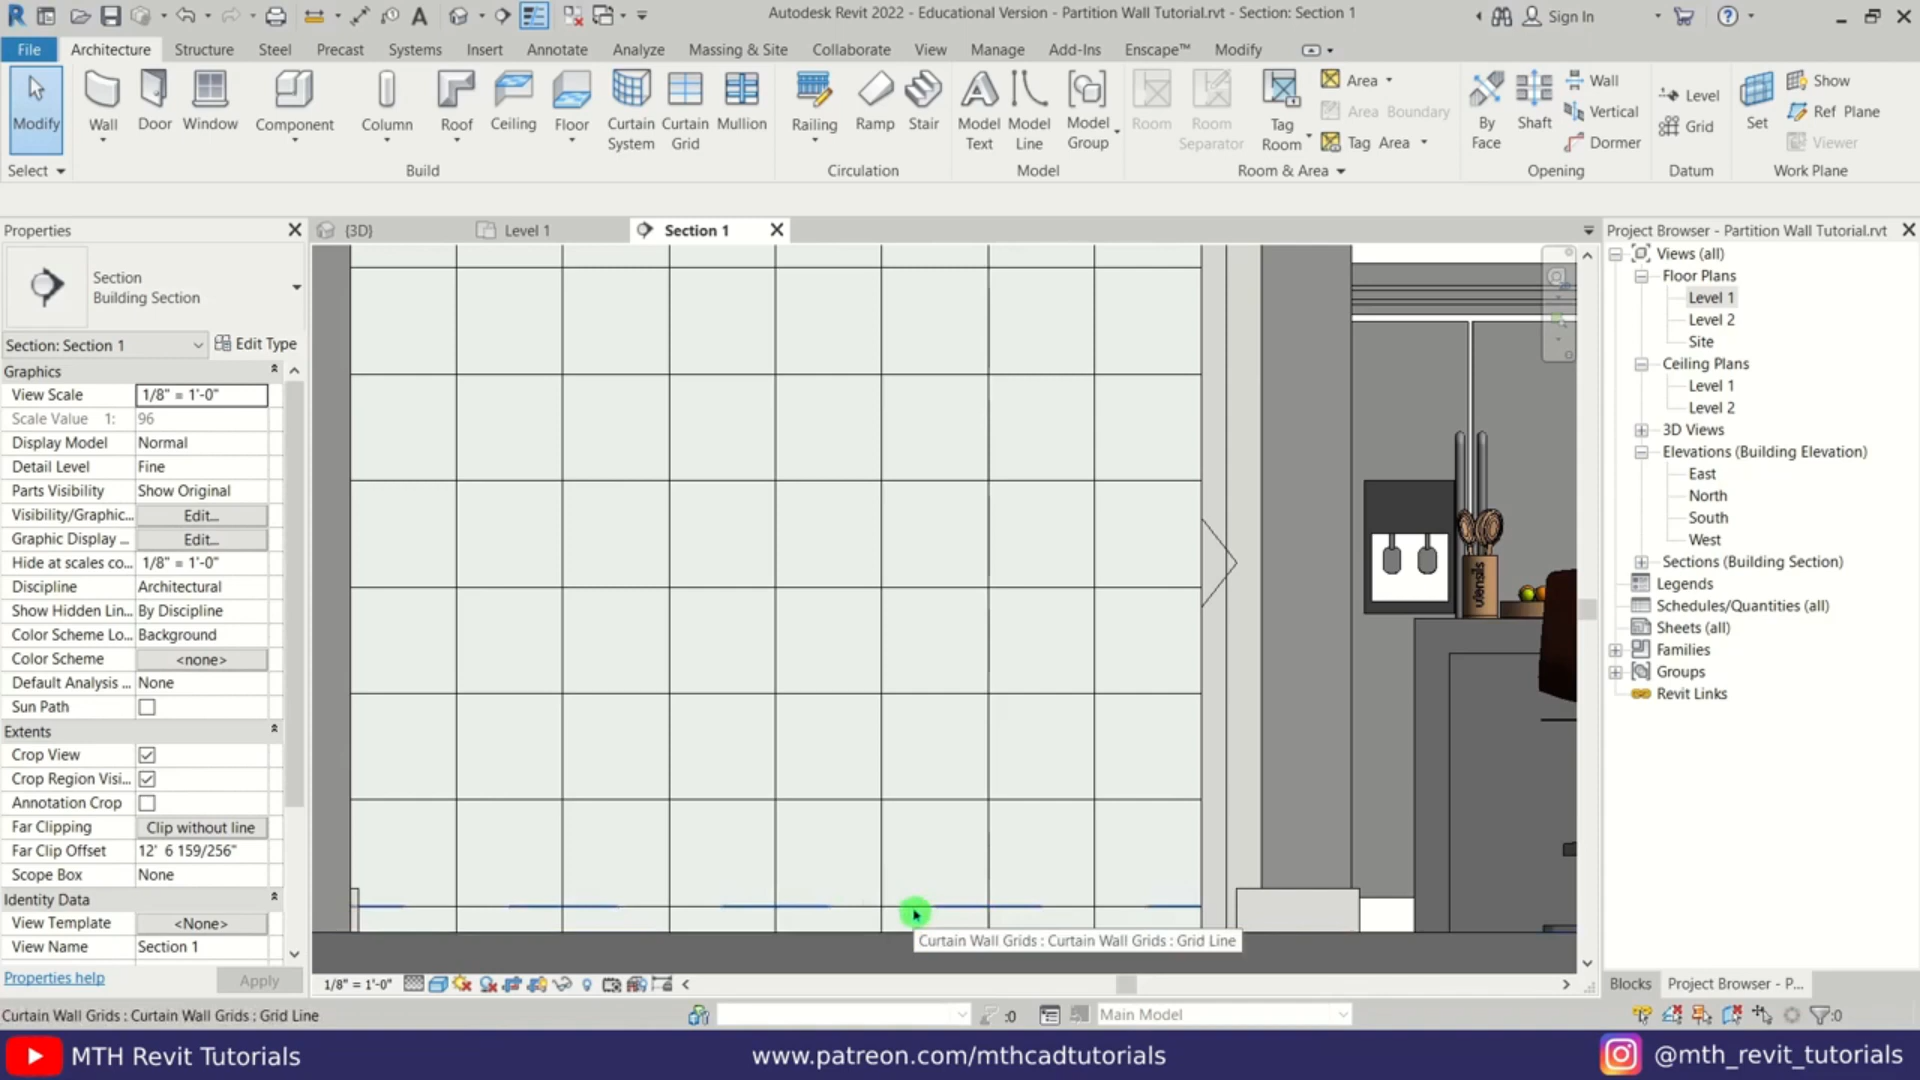 Autodesk Revit 2022 - Educational Version - Partition Wall Tutorial.rvt - Section: Section 1
Sign In
File Architecture Structure Steel Precast Systems Insert Annotate Analyze Massing & Site Collaborate View Manage Add-Ins Enscape™ Modify
Modify
Wall
Door
Window
Component
Column
Roof
Ceiling
Floor
Curtain System
Curtain Grid
Mullion
Railing
Ramp
Stair
Model Text
Model Line
Model Group
Room
Room Separator
Tag Room
Area
Area Boundary
Tag Area
By Face
Shaft
Wall
Vertical
Dormer
Level
Grid
Set
Show
Ref Plane
Viewer
Select
Build
Circulation
Model
Room & Area
Opening
Datum
Work Plane
Properties
{3D}
Level 1
Section 1
Project Browser - Partition Wall Tutorial.rvt
Section
Building Section
Section: Section 1
Edit Type
Graphics
View Scale 1/8" = 1'-0"
Scale Value 1: 96
Display Model Normal
Detail Level Fine
Parts Visibility Show Original
Visibility/Graphic... Edit...
Graphic Display ... Edit...
Hide at scales co... 1/8" = 1'-0"
Discipline Architectural
Show Hidden Lin... By Discipline
Color Scheme Lo... Background
Color Scheme <none>
Default Analysis ... None
Sun Path
Extents
Crop View
Crop Region Visi...
Annotation Crop
Far Clipping Clip without line
Far Clip Offset 12' 6 159/256"
Scope Box None
Identity Data
View Template <None>
View Name Section 1
Properties help
Apply
utensils
Curtain Wall Grids : Curtain Wall Grids : Grid Line
Views (all)
Floor Plans
Level 1
Level 2
Site
Ceiling Plans
Level 1
Level 2
3D Views
Elevations (Building Elevation)
East
North
South
West
Sections (Building Section)
Legends
Schedules/Quantities (all)
Sheets (all)
Families
Groups
Revit Links
1/8" = 1'-0"
Blocks
Project Browser - P...
Curtain Wall Grids : Curtain Wall Grids : Grid Line
:0
Main Model
:0
MTH Revit Tutorials
www.patreon.com/mthcadtutorials
@mth_revit_tutorials